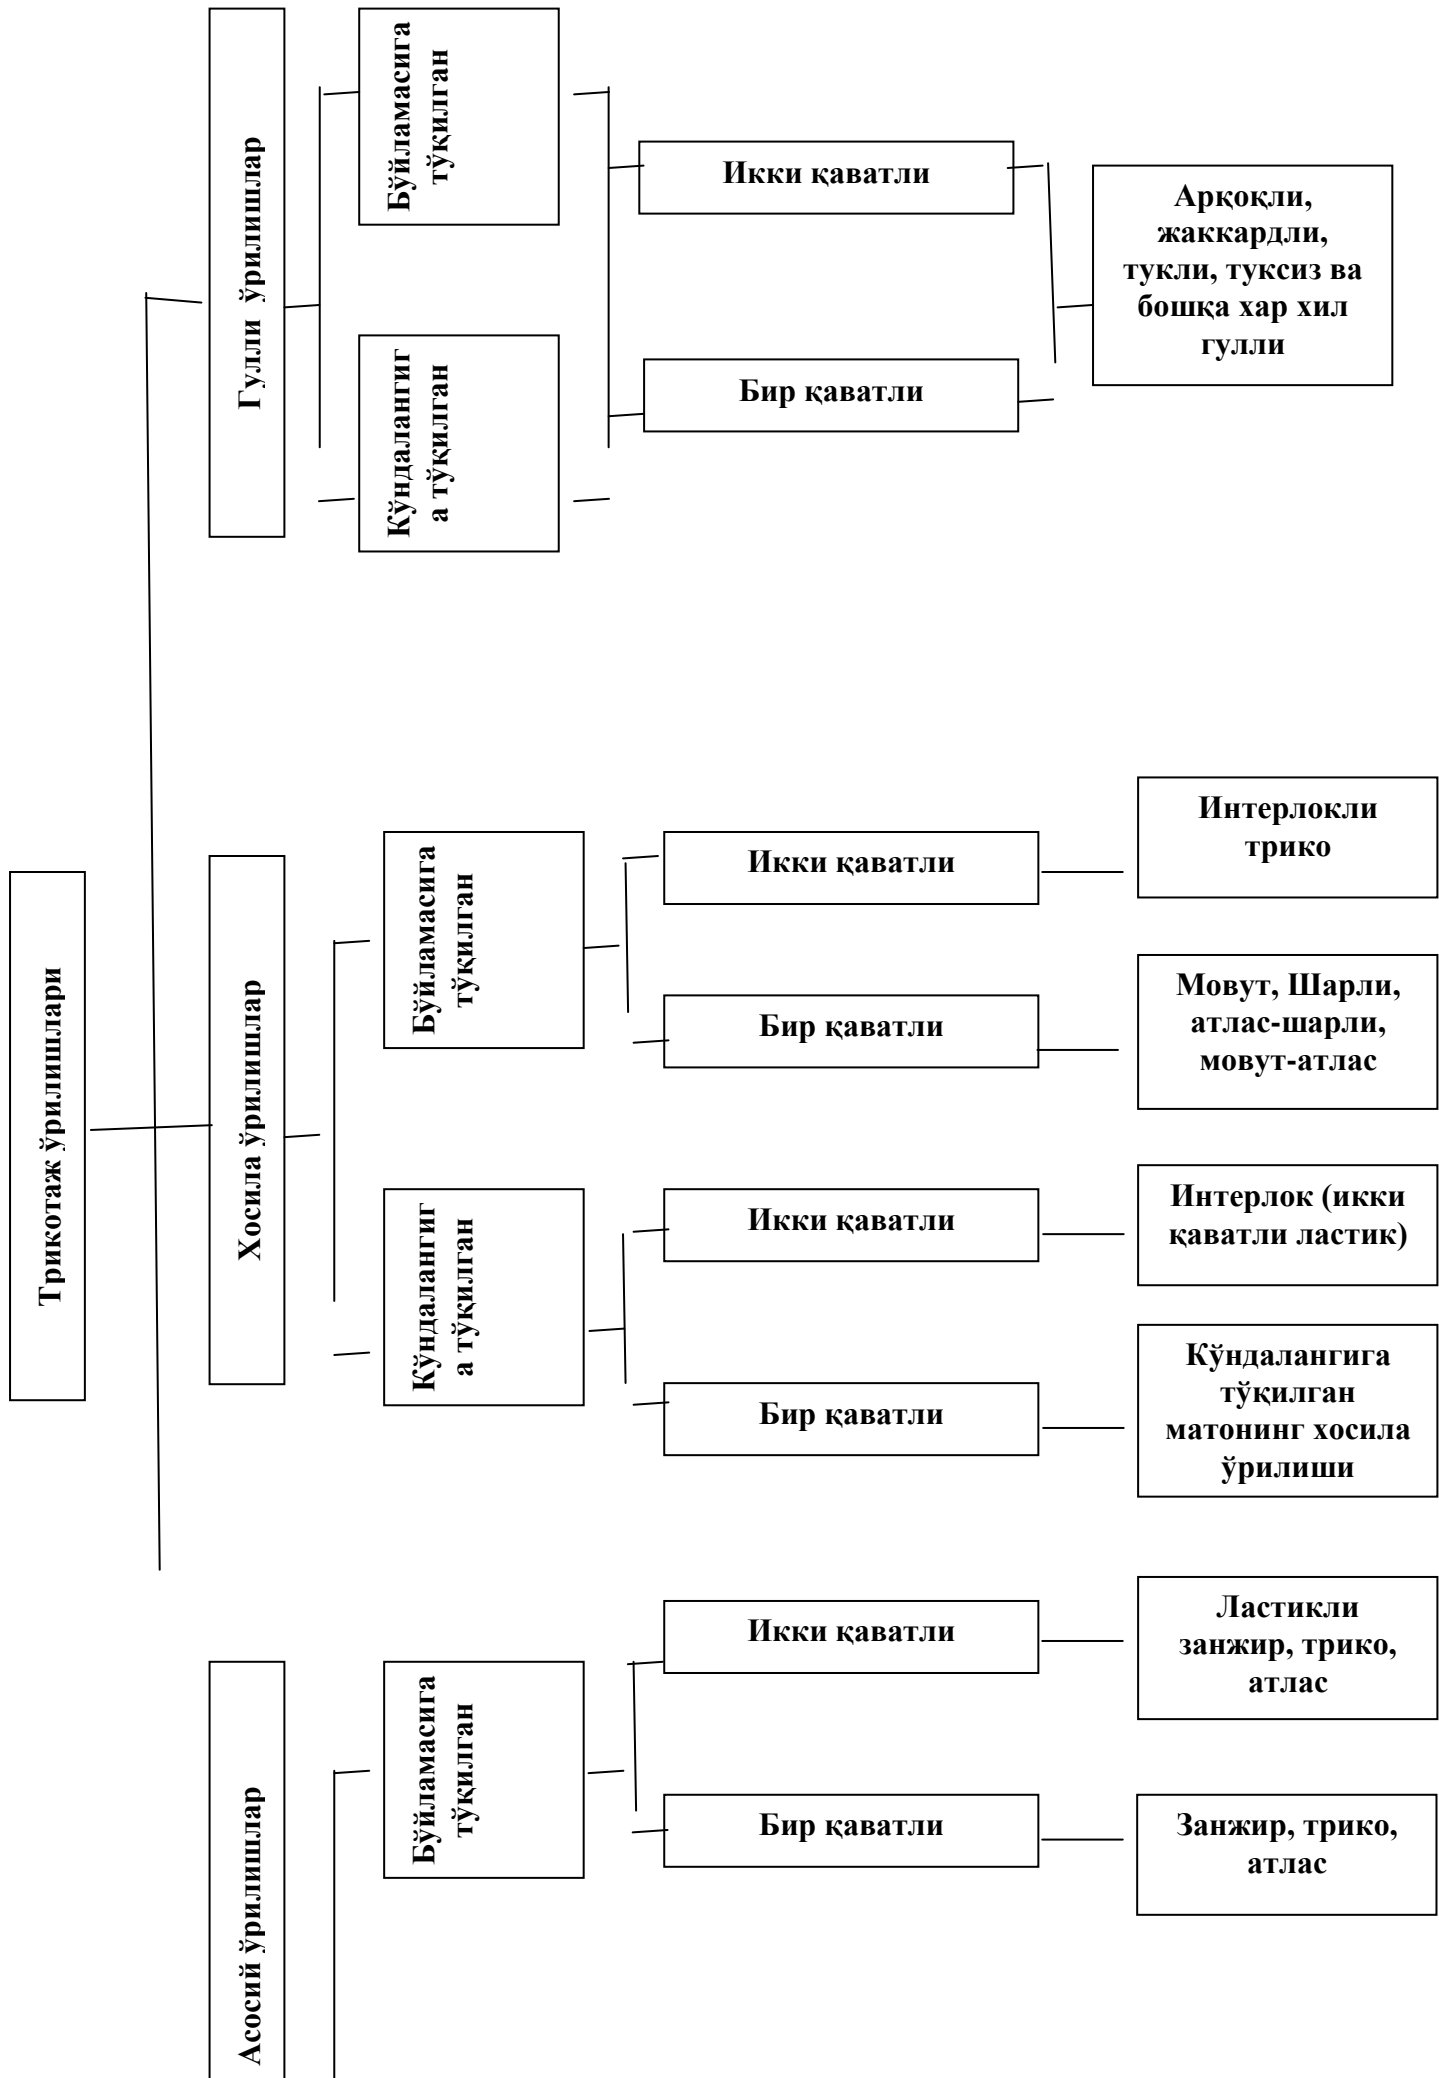 Трикотаж ўрилишлари
Гулли ўрилишлар
Бўйламасига
тўқилган
Кўндалангиг
а тўқилган
Икки қаватли
Бир қаватли
Арқоқли,
жаккардли,
тукли, туксиз ва
бошқа хар хил
гулли
Хосила ўрилишлар
Бўйламасига
тўқилган
Икки қаватли
Интерлокли
трико
Бир қаватли
Мовут, Шарли,
атлас-шарли,
мовут-атлас
Кўндалангиг
а тўқилган
Икки қаватли
Интерлок (икки
қаватли ластик)
Бир қаватли
Кўндалангига
тўқилган
матонинг хосила
ўрилиши
Асосий ўрилишлар
Бўйламасига
тўқилган
Икки қаватли
Ластикли
занжир, трико,
атлас
Бир қаватли
Занжир, трико,
атлас